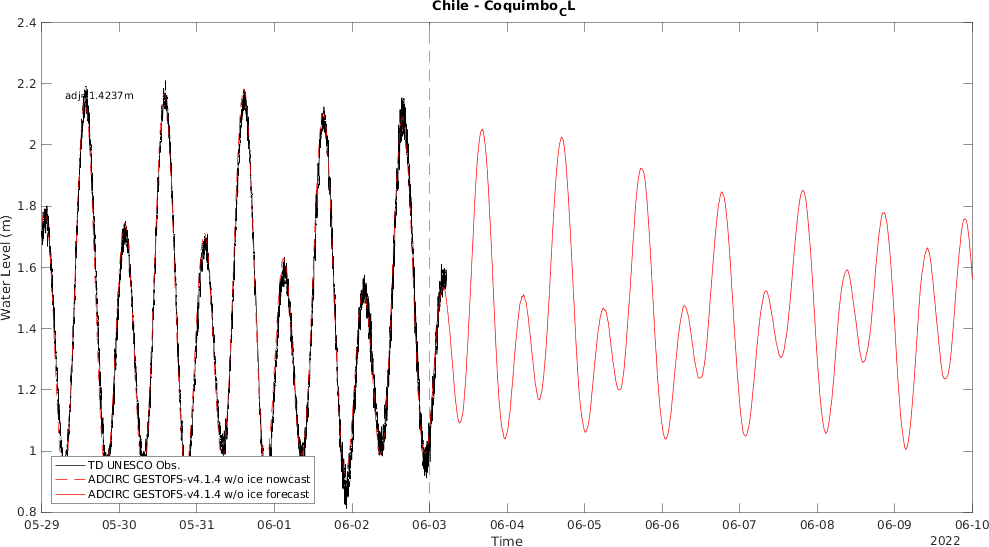 Chile - Coquimbo_CL
2.4
2.2
adj=1.4237m
2
1.8
1.6
Water Level (m)
1.4
1.2
1
TD UNESCO Obs.
ADCIRC GESTOFS-v4.1.4 w/o ice nowcast
ADCIRC GESTOFS-v4.1.4 w/o ice forecast
0.8
05-29 05-30 05-31 06-01 06-02 06-03 06-04 06-05 06-06 06-07 06-08 06-09 06-10
Time
2022